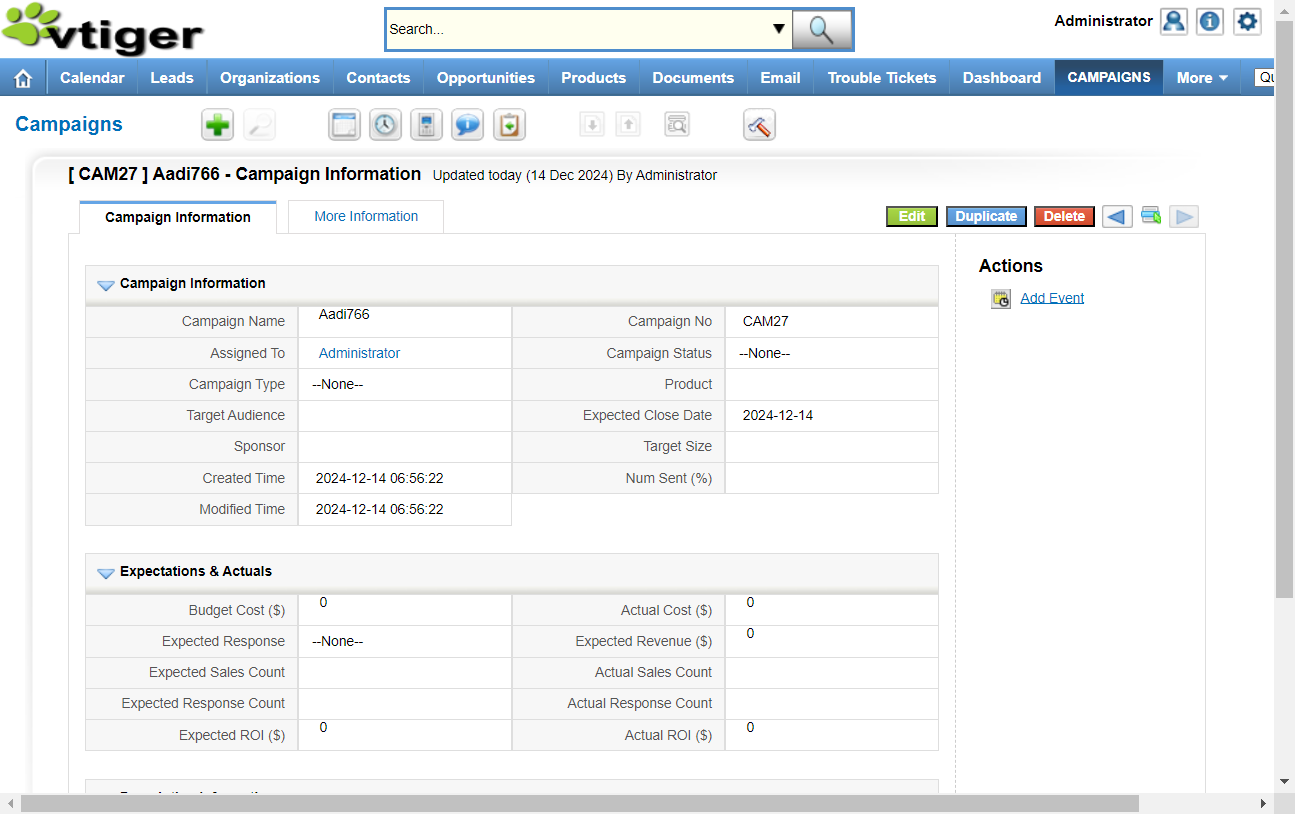 vtiger
Search...
Administrator
Calendar Leads Organizations Contacts Opportunities Products Documents Email Trouble Tickets Dashboard CAMPAIGNS More
Campaigns
[ CAM27 ] Aadi766 - Campaign Information Updated today (14 Dec 2024) By Administrator
Campaign Information More Information Edit Duplicate Delete
Actions
Add Event
Campaign Information
Campaign Name Aadi766 Campaign No CAM27
Assigned To Administrator Campaign Status --None--
Campaign Type --None-- Product
Target Audience Expected Close Date 2024-12-14
Sponsor Target Size
Created Time 2024-12-14 06:56:22 Num Sent (%)
Modified Time 2024-12-14 06:56:22
Expectations & Actuals
Budget Cost ($) 0 Actual Cost ($) 0
Expected Response --None-- Expected Revenue ($) 0
Expected Sales Count Actual Sales Count
Expected Response Count Actual Response Count
Expected ROI ($) 0 Actual ROI ($) 0